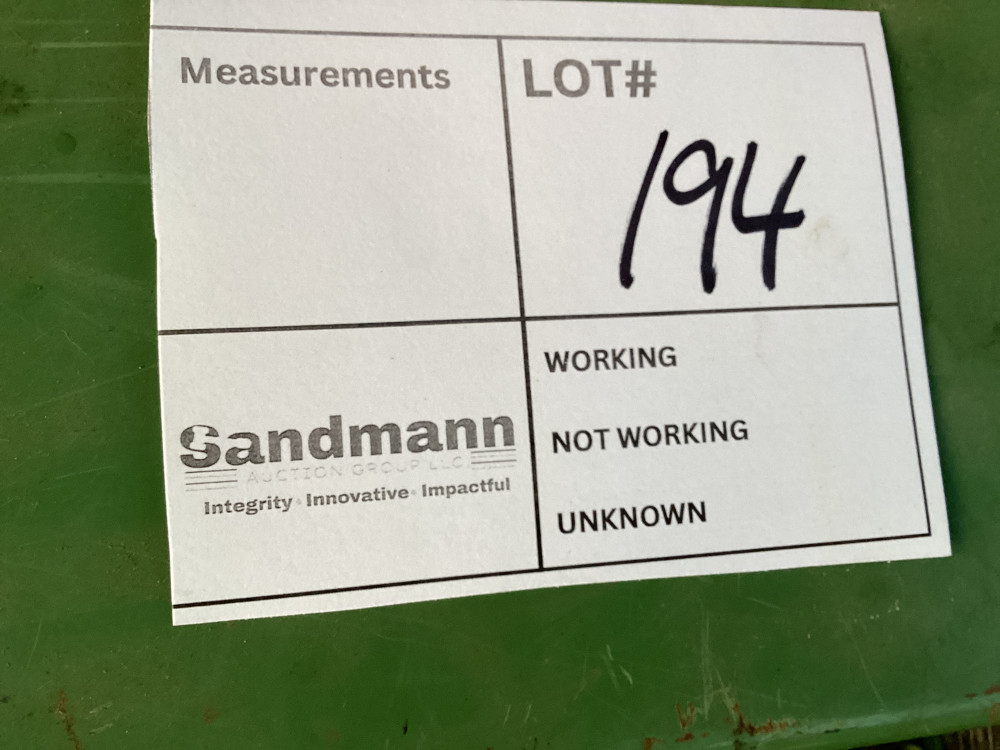 Measurements
LOT#
194
Sandmann
AUCTION GROUP LLC
Integrity • Innovative • Impactful
WORKING
NOT WORKING
UNKNOWN